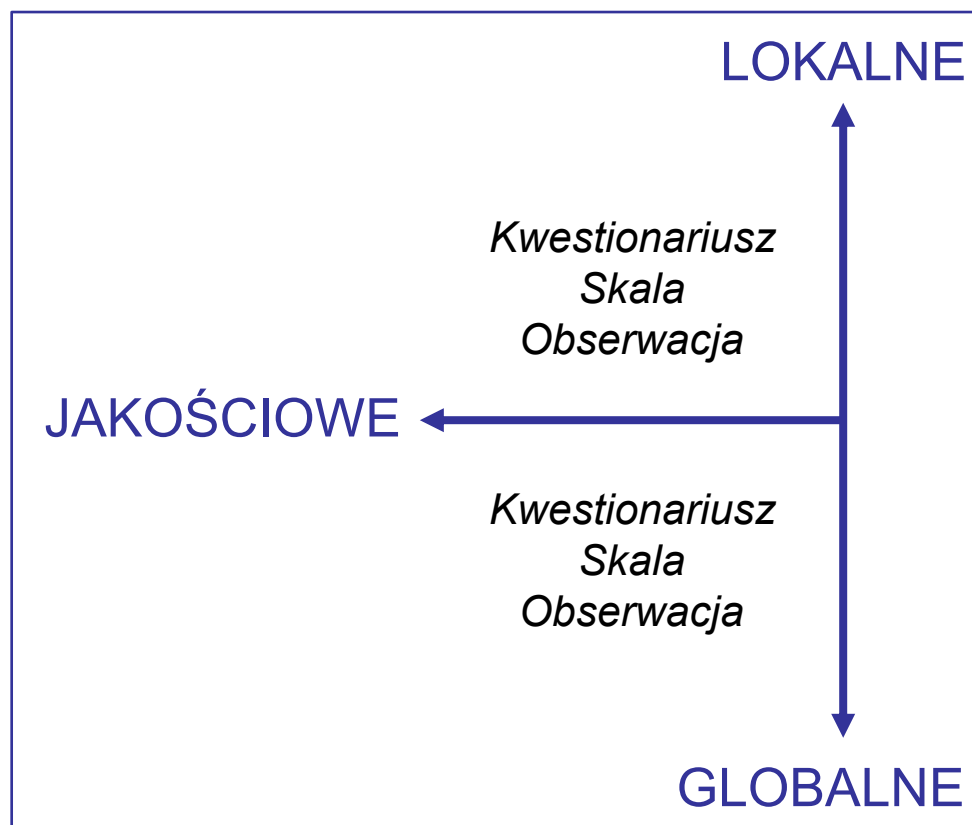 LOKALNE
Kwestionariusz
Skala
Obserwacja
JAKOŚCIOWE
Kwestionariusz
Skala
Obserwacja
GLOBALNE